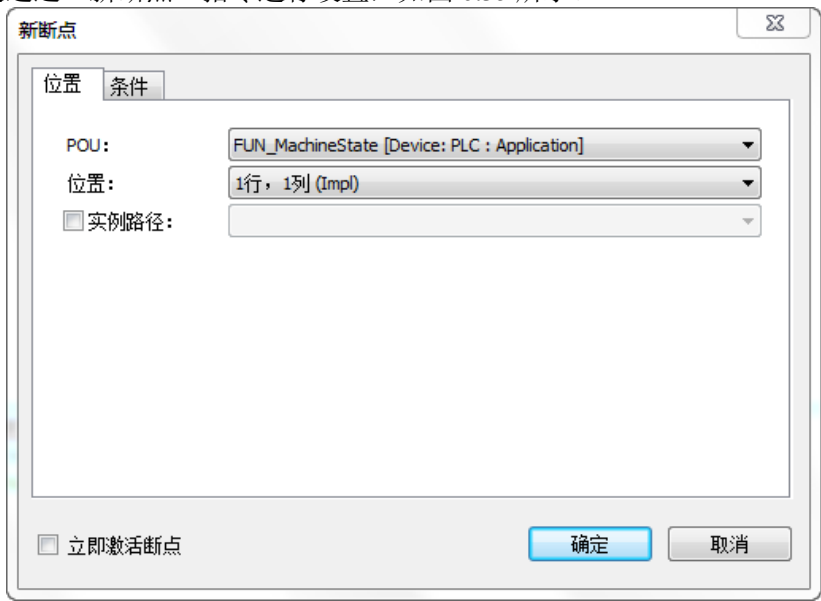 新断点
位置 条件
POU: FUN_MachineState [Device: PLC : Application]
位置: 1行，1列 (Impl)
实例路径:
立即激活断点 确定 取消